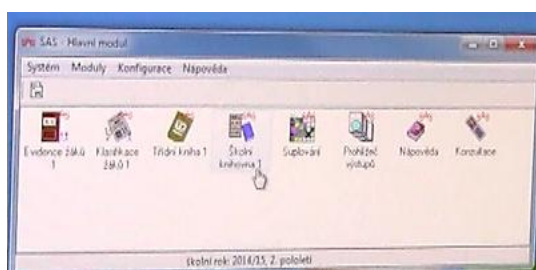 SAS - Hlavní modul
Systém Moduly Konfigurace Nápověda
Evidence žáků 1
Klasifikace žáků 1
Třídní kniha 1
Školní knihovna 1
Suplování
Prohlížeč výstupů
Nápověda
Konzultace
školní rok: 2014/15, 2. pololetí